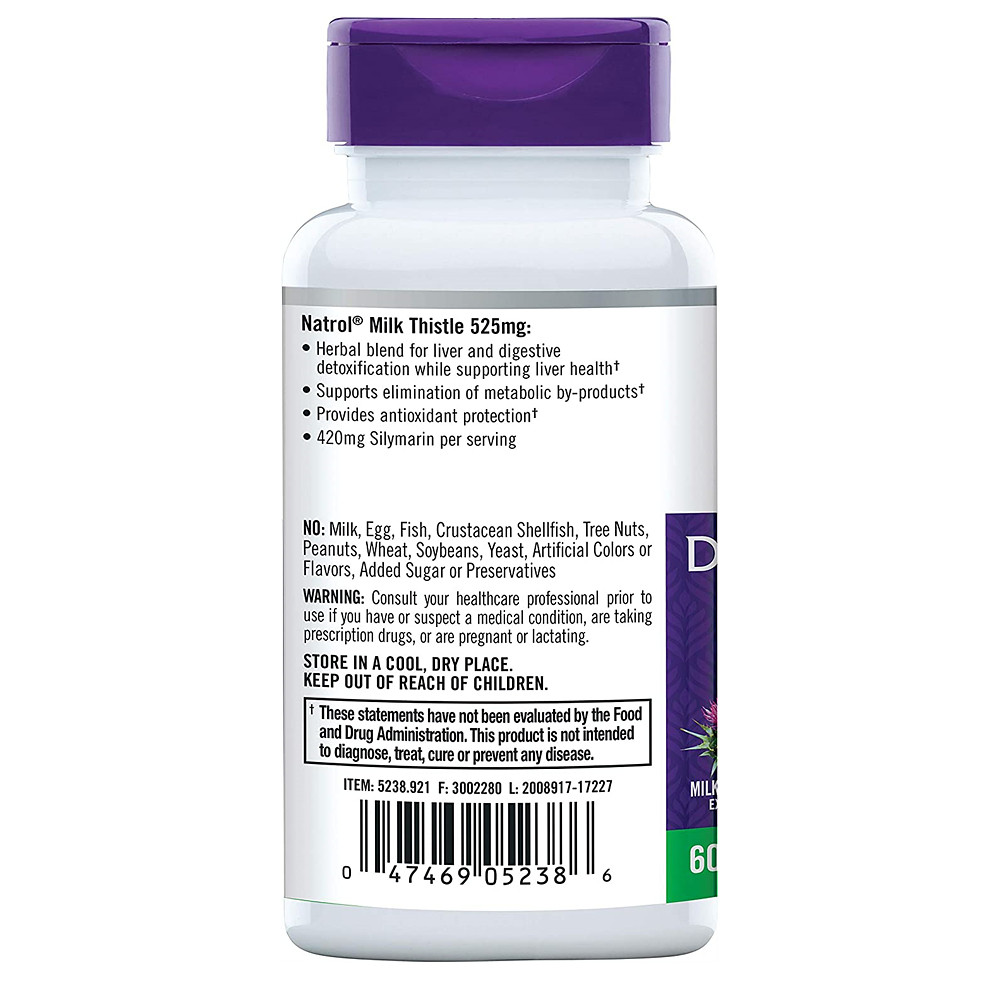 Natrol® Milk Thistle 525mg:
• Herbal blend for liver and digestive
detoxification while supporting liver health†
• Supports elimination of metabolic by-products†
• Provides antioxidant protection†
• 420mg Silymarin per serving
NO: Milk, Egg, Fish, Crustacean Shellfish, Tree Nuts,
Peanuts, Wheat, Soybeans, Yeast, Artificial Colors or
Flavors, Added Sugar or Preservatives
WARNING: Consult your healthcare professional prior to
use if you have or suspect a medical condition, are taking
prescription drugs, or are pregnant or lactating.
STORE IN A COOL, DRY PLACE.
KEEP OUT OF REACH OF CHILDREN.
† These statements have not been evaluated by the Food
and Drug Administration. This product is not intended
to diagnose, treat, cure or prevent any disease.
ITEM: 5238.921 F: 3002280 L: 2008917-17227
0 47469 05238 6
MILK
60